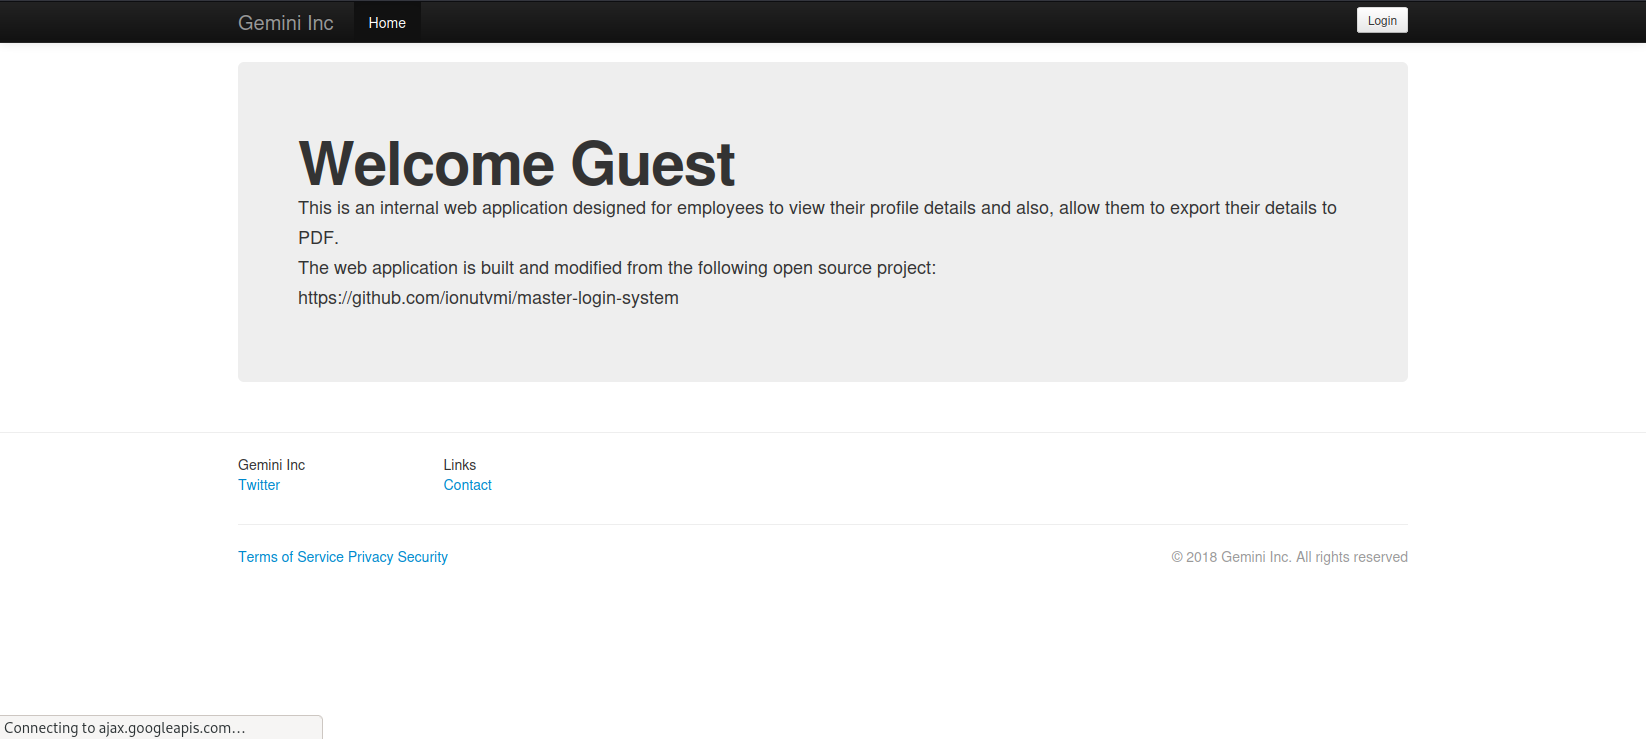 Gemini Inc Home Login
Welcome Guest
This is an internal web application designed for employees to view their profile details and also, allow them to export their details to
PDF.
The web application is built and modified from the following open source project:
https://github.com/ionutvmi/master-login-system
Gemini Inc Links
Twitter Contact
Terms of Service Privacy Security © 2018 Gemini Inc. All rights reserved
Connecting to ajax.googleapis.com…